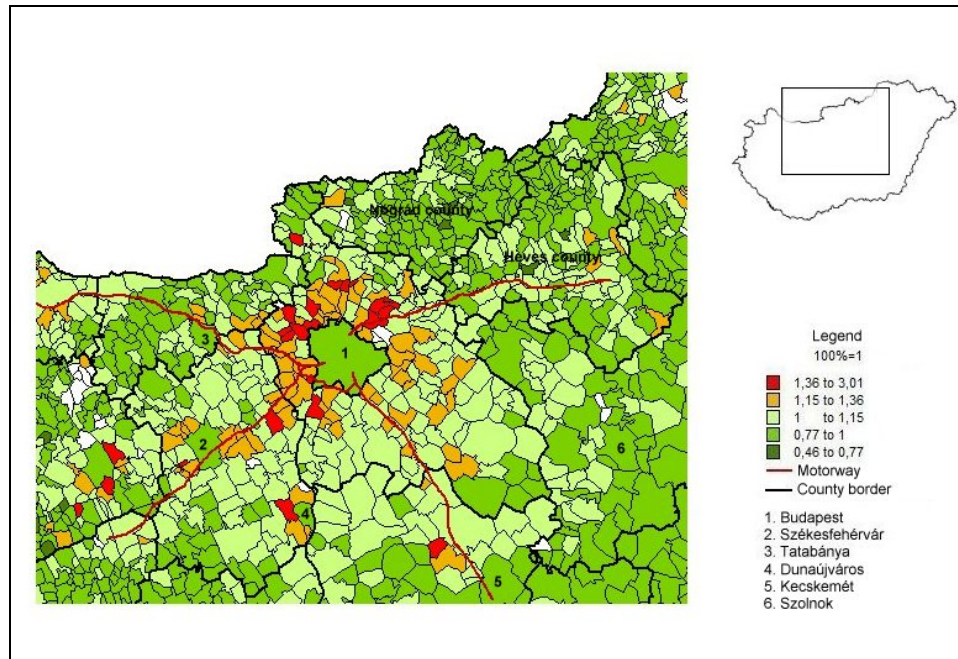 Nógrád county
Heves county
3
1
2
6
4
5
Legend
100%=1
1,36 to 3,01
1,15 to 1,36
1 to 1,15
0,77 to 1
0,46 to 0,77
Motorway
County border
1. Budapest
2. Székesfehérvár
3. Tatabánya
4. Dunaújváros
5. Kecskemét
6. Szolnok